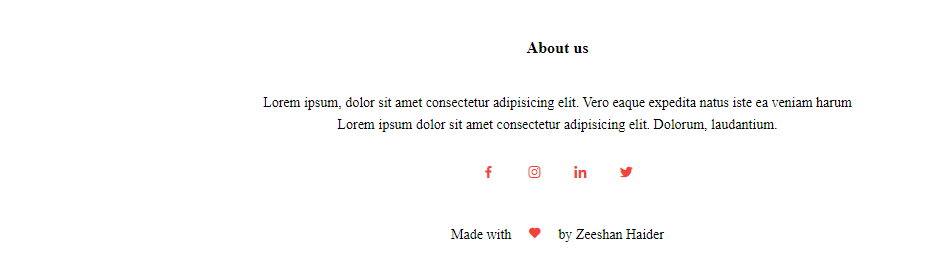 About us
Lorem ipsum, dolor sit amet consectetur adipisicing elit. Vero eaque expedita natus iste ea veniam harum
Lorem ipsum dolor sit amet consectetur adipisicing elit. Dolorum, laudantium.
Made with by Zeeshan Haider